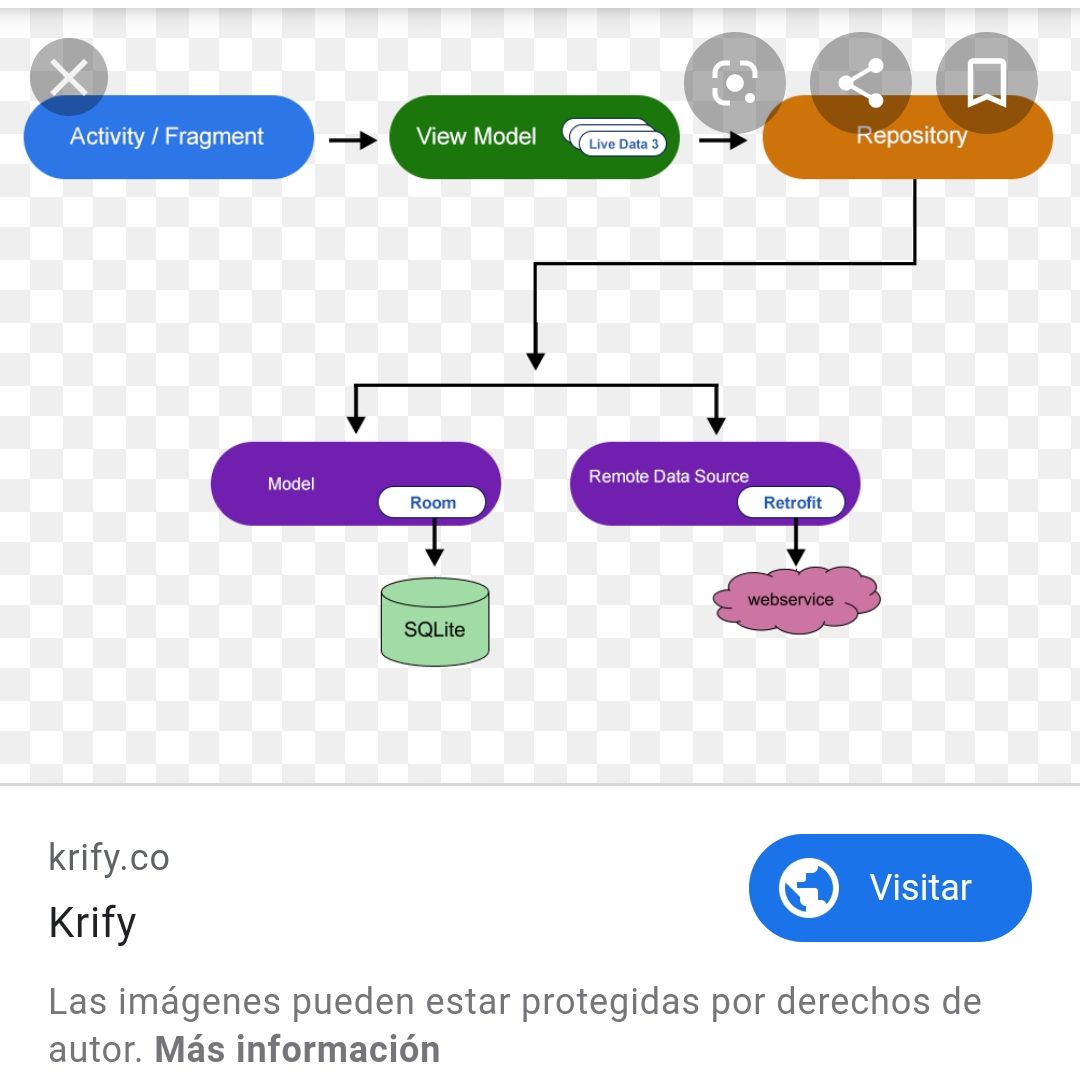 Activity / Fragment
View Model
Live Data 3
Repository
Model
Room
Remote Data Source
Retrofit
SQLite
webservice
krify.co
Krify
Visitar
Las imágenes pueden estar protegidas por derechos de
autor. Más información